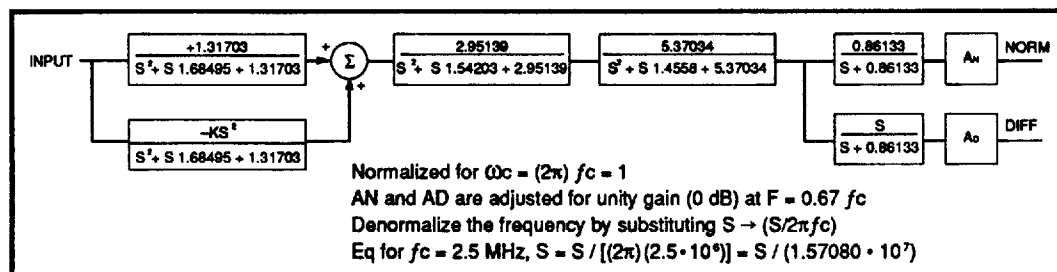 +1.31703
S²+ S 1.68495 + 1.31703
INPUT
+
Σ
+
–KS²
S²+ S 1.68495 + 1.31703
2.95139
S²+ S 1.54203 + 2.95139
5.37034
S²+ S 1.4558 + 5.37034
0.86133
S + 0.86133
AN
NORM
S
S + 0.86133
AD
DIFF
Normalized for ωc = (2π) fc = 1
AN and AD are adjusted for unity gain (0 dB) at F = 0.67 fc
Denormalize the frequency by substituting S → (S/2πfc)
Eq for fc = 2.5 MHz, S = S / [(2π)(2.5•10⁶)] = S / (1.57080 • 10⁷)